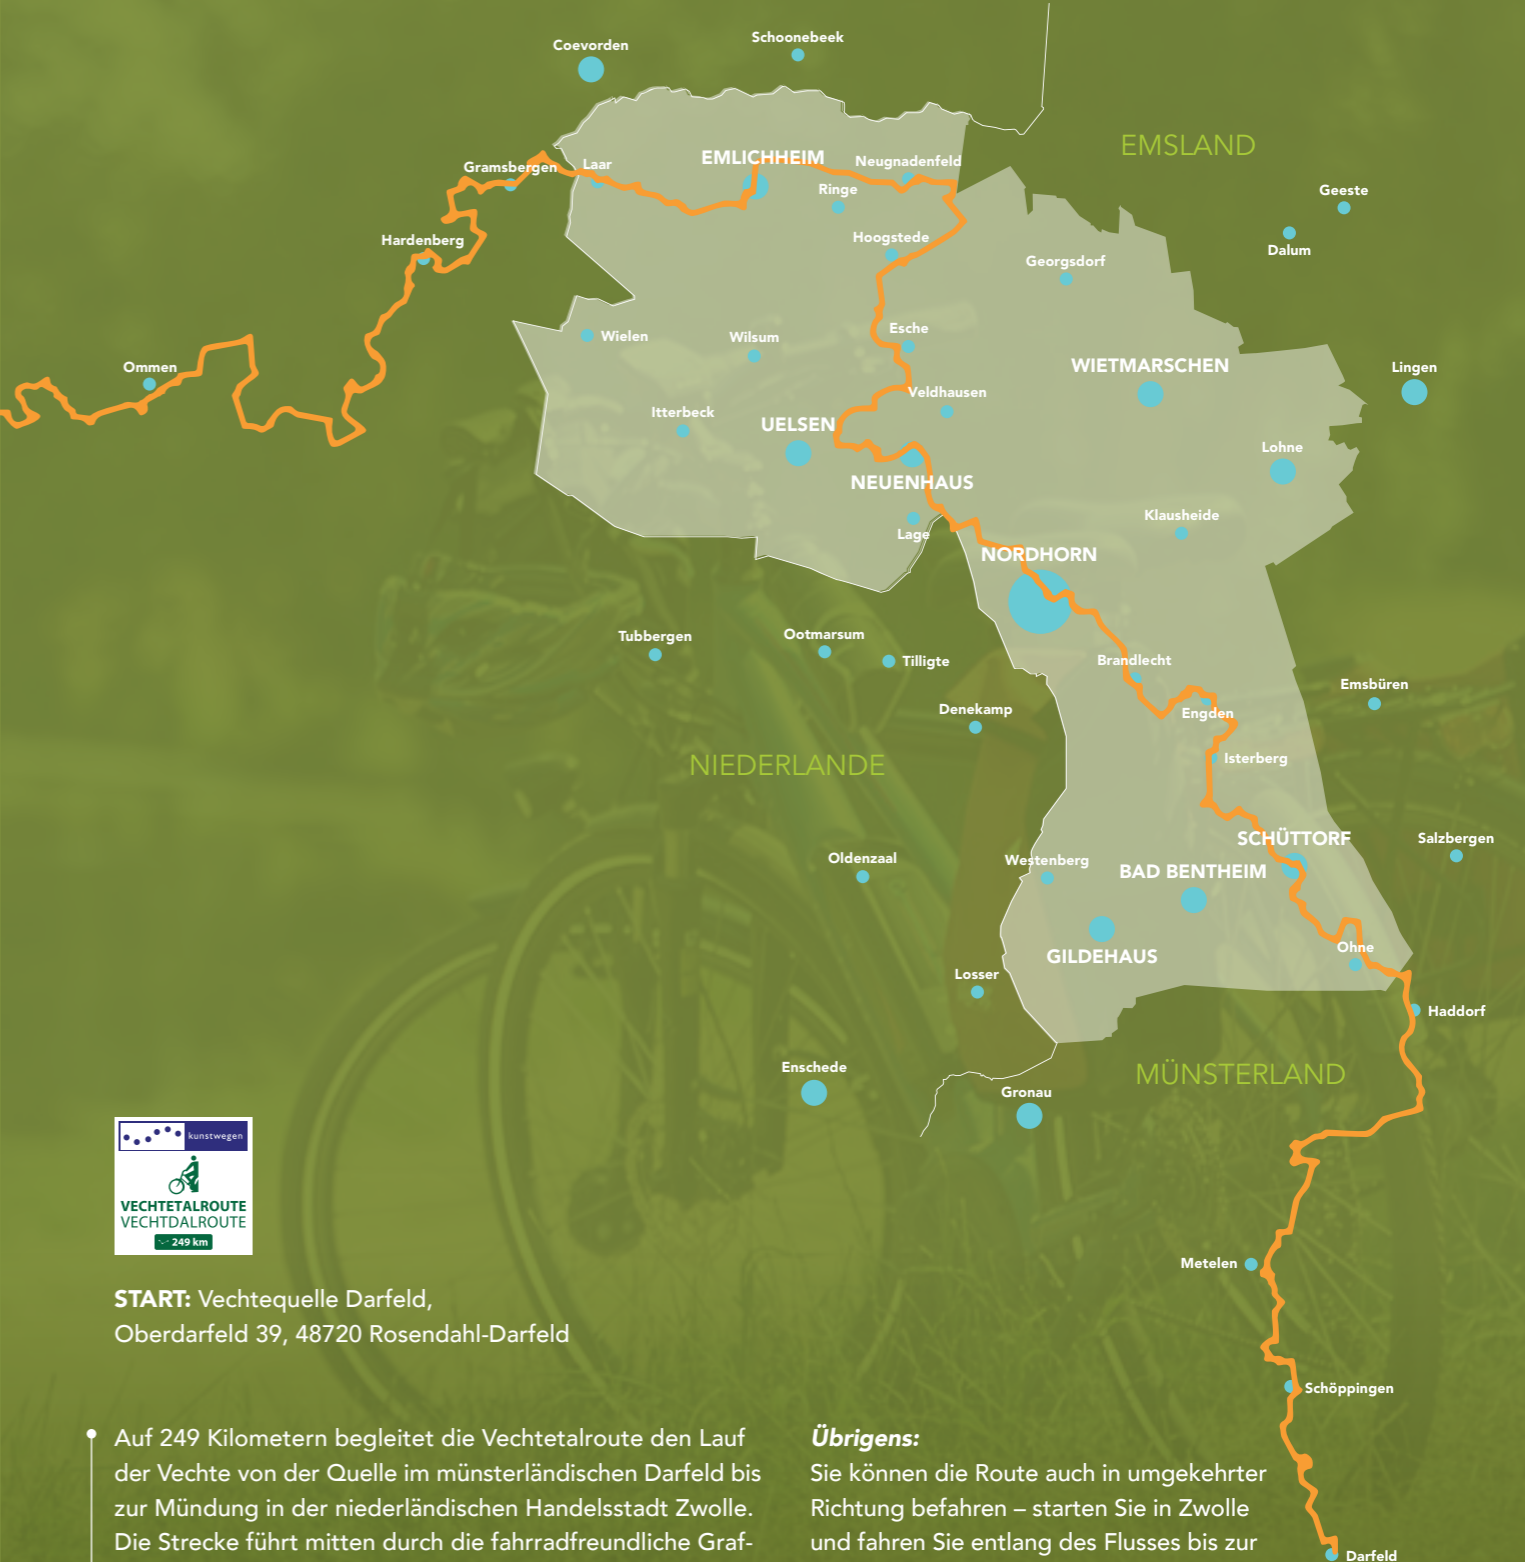 Coevorden
Schoonebeek
EMSLAND
Gramsbergen
Laar
EMLICHHEIM
Neugnadenfeld
Ringe
Geeste
Hardenberg
Hoogstede
Georgsdorf
Dalum
Wielen
Wilsum
Esche
Ommen
WIETMARSCHEN
Lingen
Veldhausen
Itterbeck
UELSEN
Lohne
NEUENHAUS
Klausheide
Lage
NORDHORN
Tubbergen
Ootmarsum
Tilligte
Brandlecht
Emsbüren
Denekamp
Engden
NIEDERLANDE
Isterberg
SCHÜTTORF
Salzbergen
Oldenzaal
Westenberg
BAD BENTHEIM
Ohne
GILDEHAUS
Losser
Haddorf
Enschede
MÜNSTERLAND
Gronau
kunstwegen
VECHTETALROUTE
VECHTDALROUTE
249 km
Metelen
START: Vechtequelle Darfeld,
Oberdarfeld 39, 48720 Rosendahl-Darfeld
Schöppingen
Auf 249 Kilometern begleitet die Vechtetalroute den Lauf
der Vechte von der Quelle im münsterländischen Darfeld bis
zur Mündung in der niederländischen Handelsstadt Zwolle.
Die Strecke führt mitten durch die fahrradfreundliche Graf-
Übrigens:
Sie können die Route auch in umgekehrter
Richtung befahren – starten Sie in Zwolle
und fahren Sie entlang des Flusses bis zur
Darfeld